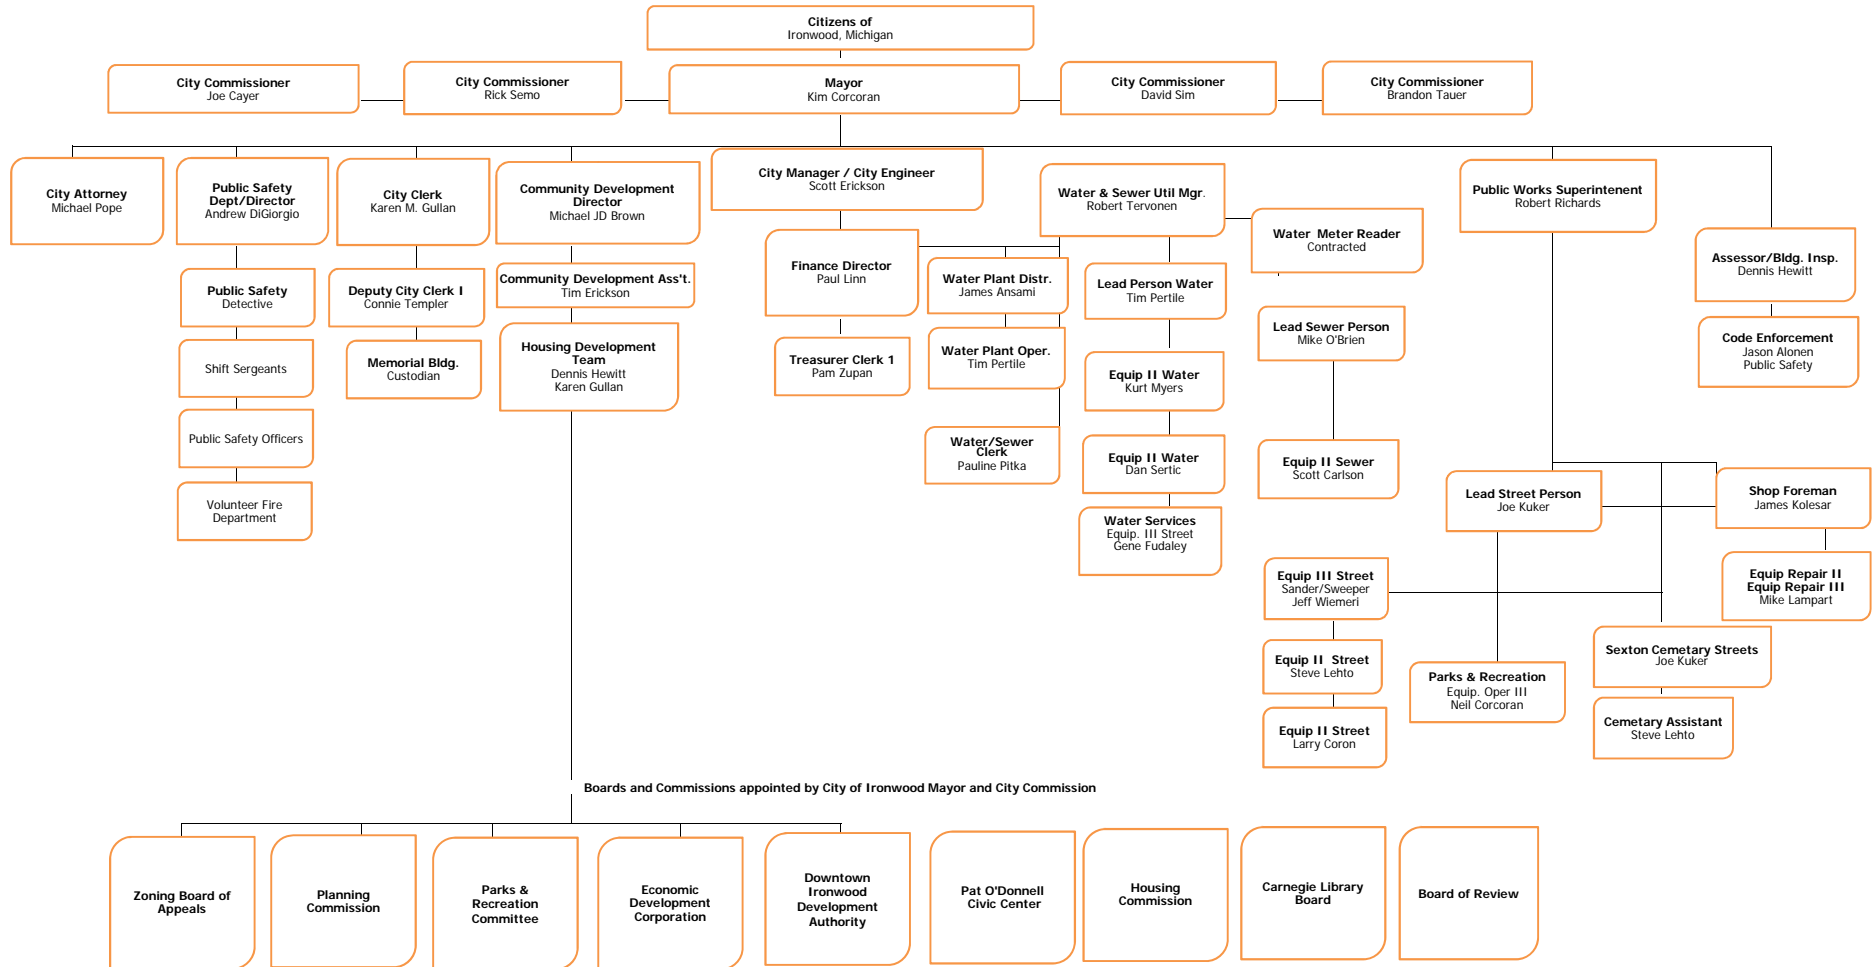 Citizens of
Ironwood, Michigan
City Commissioner
Joe Cayer
City Commissioner
Rick Semo
Mayor
Kim Corcoran
City Commissioner
David Sim
City Commissioner
Brandon Tauer
City Attorney
Michael Pope
Public Safety
Dept/Director
Andrew DiGiorgio
City Clerk
Karen M. Gullan
Community Development
Director
Michael JD Brown
City Manager / City Engineer
Scott Erickson
Water & Sewer Util Mgr.
Robert Tervonen
Public Works Superintenent
Robert Richards
Water Meter Reader
Contracted
Assessor/Bldg. Insp.
Dennis Hewitt
Public Safety
Detective
Deputy City Clerk I
Connie Templer
Community Development Ass't.
Tim Erickson
Finance Director
Paul Linn
Water Plant Distr.
James Ansami
Lead Person Water
Tim Pertile
Lead Sewer Person
Mike O'Brien
Code Enforcement
Jason Alonen
Public Safety
Shift Sergeants
Memorial Bldg.
Custodian
Housing Development
Team
Dennis Hewitt
Karen Gullan
Treasurer Clerk 1
Pam Zupan
Water Plant Oper.
Tim Pertile
Equip II Water
Kurt Myers
Public Safety Officers
Water/Sewer
Clerk
Pauline Pitka
Equip II Water
Dan Sertic
Equip II Sewer
Scott Carlson
Volunteer Fire
Department
Water Services
Equip. III Street
Gene Fudaley
Lead Street Person
Joe Kuker
Shop Foreman
James Kolesar
Equip III Street
Sander/Sweeper
Jeff Wiemeri
Equip Repair II
Equip Repair III
Mike Lampart
Equip II Street
Steve Lehto
Parks & Recreation
Equip. Oper III
Neil Corcoran
Sexton Cemetary Streets
Joe Kuker
Equip II Street
Larry Coron
Cemetary Assistant
Steve Lehto
Boards and Commissions appointed by City of Ironwood Mayor and City Commission
Zoning Board of
Appeals
Planning
Commission
Parks &
Recreation
Committee
Economic
Development
Corporation
Downtown
Ironwood
Development
Authority
Pat O'Donnell
Civic Center
Housing
Commission
Carnegie Library
Board
Board of Review